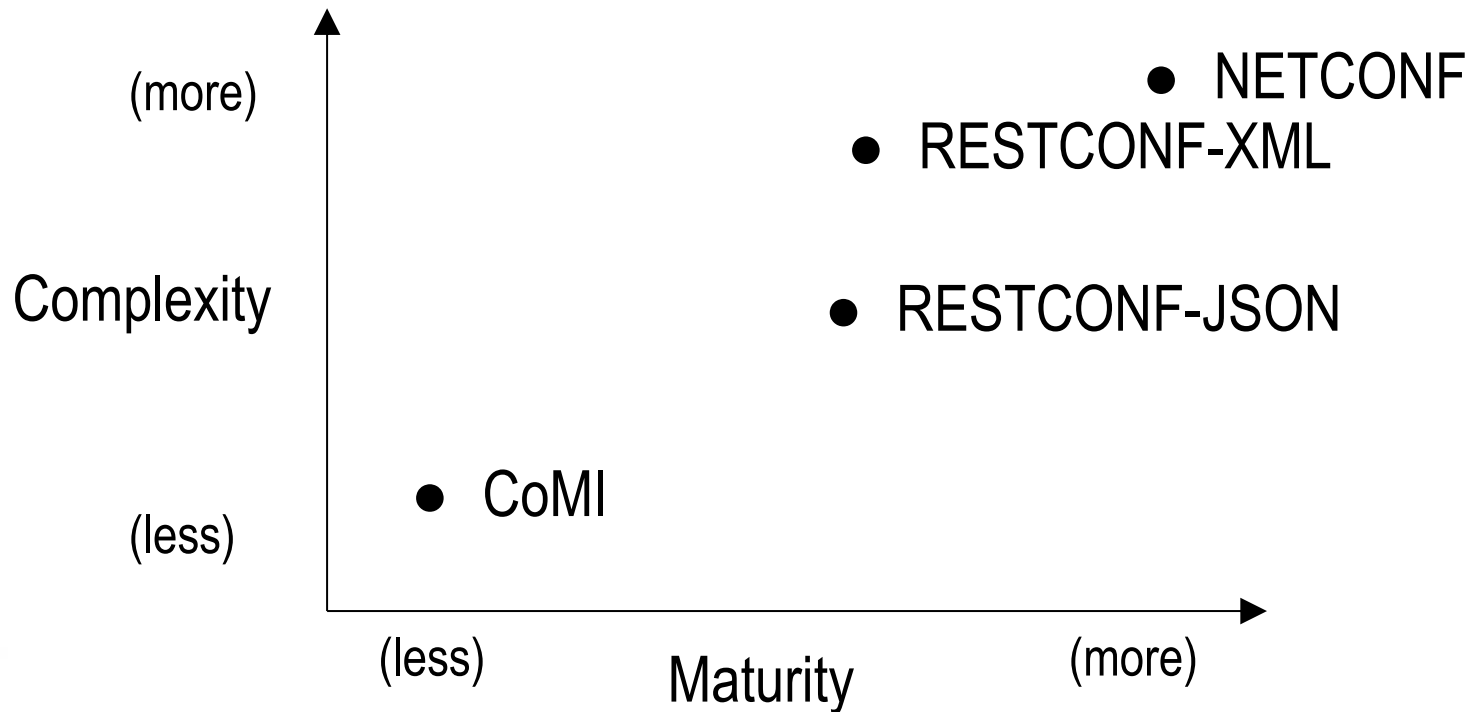 NETCONF
(more)
RESTCONF-XML
Complexity
RESTCONF-JSON
CoMI
(less)
(less)
(more)
Maturity